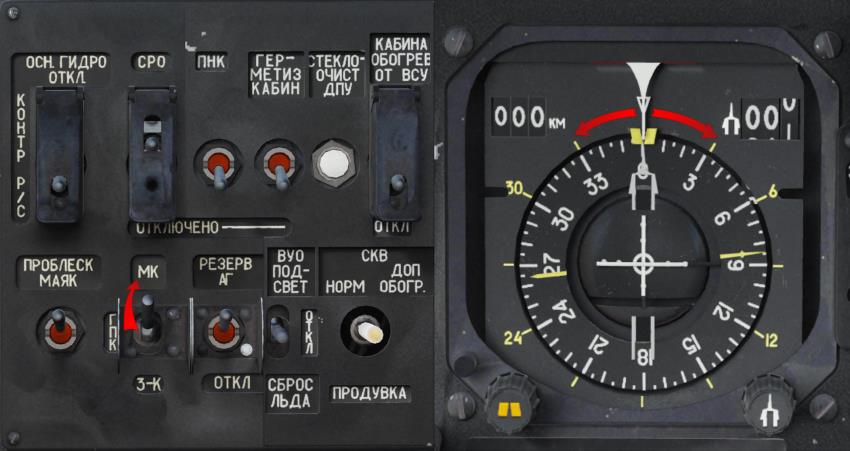 ОСН. ГИДРО
ОТКЛ
СРО
ПНК
ГЕР-
МЕТИЗ
КАБИН
СТЕКЛО-
ОЧИСТ
ДПУ
КАБИНА
ОБОГРЕВ
ОТ ВСУ
КОНТР Р/С
ОТКЛЮЧЕНО
ОТКЛ
ПРОБЛЕСК
МАЯК
МК
РЕЗЕРВ
АГ
ВУО
ПОД-
СВЕТ
СКВ
ДОП
НОРМ ОБОГР.
ГПК
ОТКЛ
З-К
ОТКЛ
СБРОС
ЛЬДА
ПРОДУВКА
000 КМ
00
33
3
30
30
6
6
27
9
24
24
12
12
21
18
15